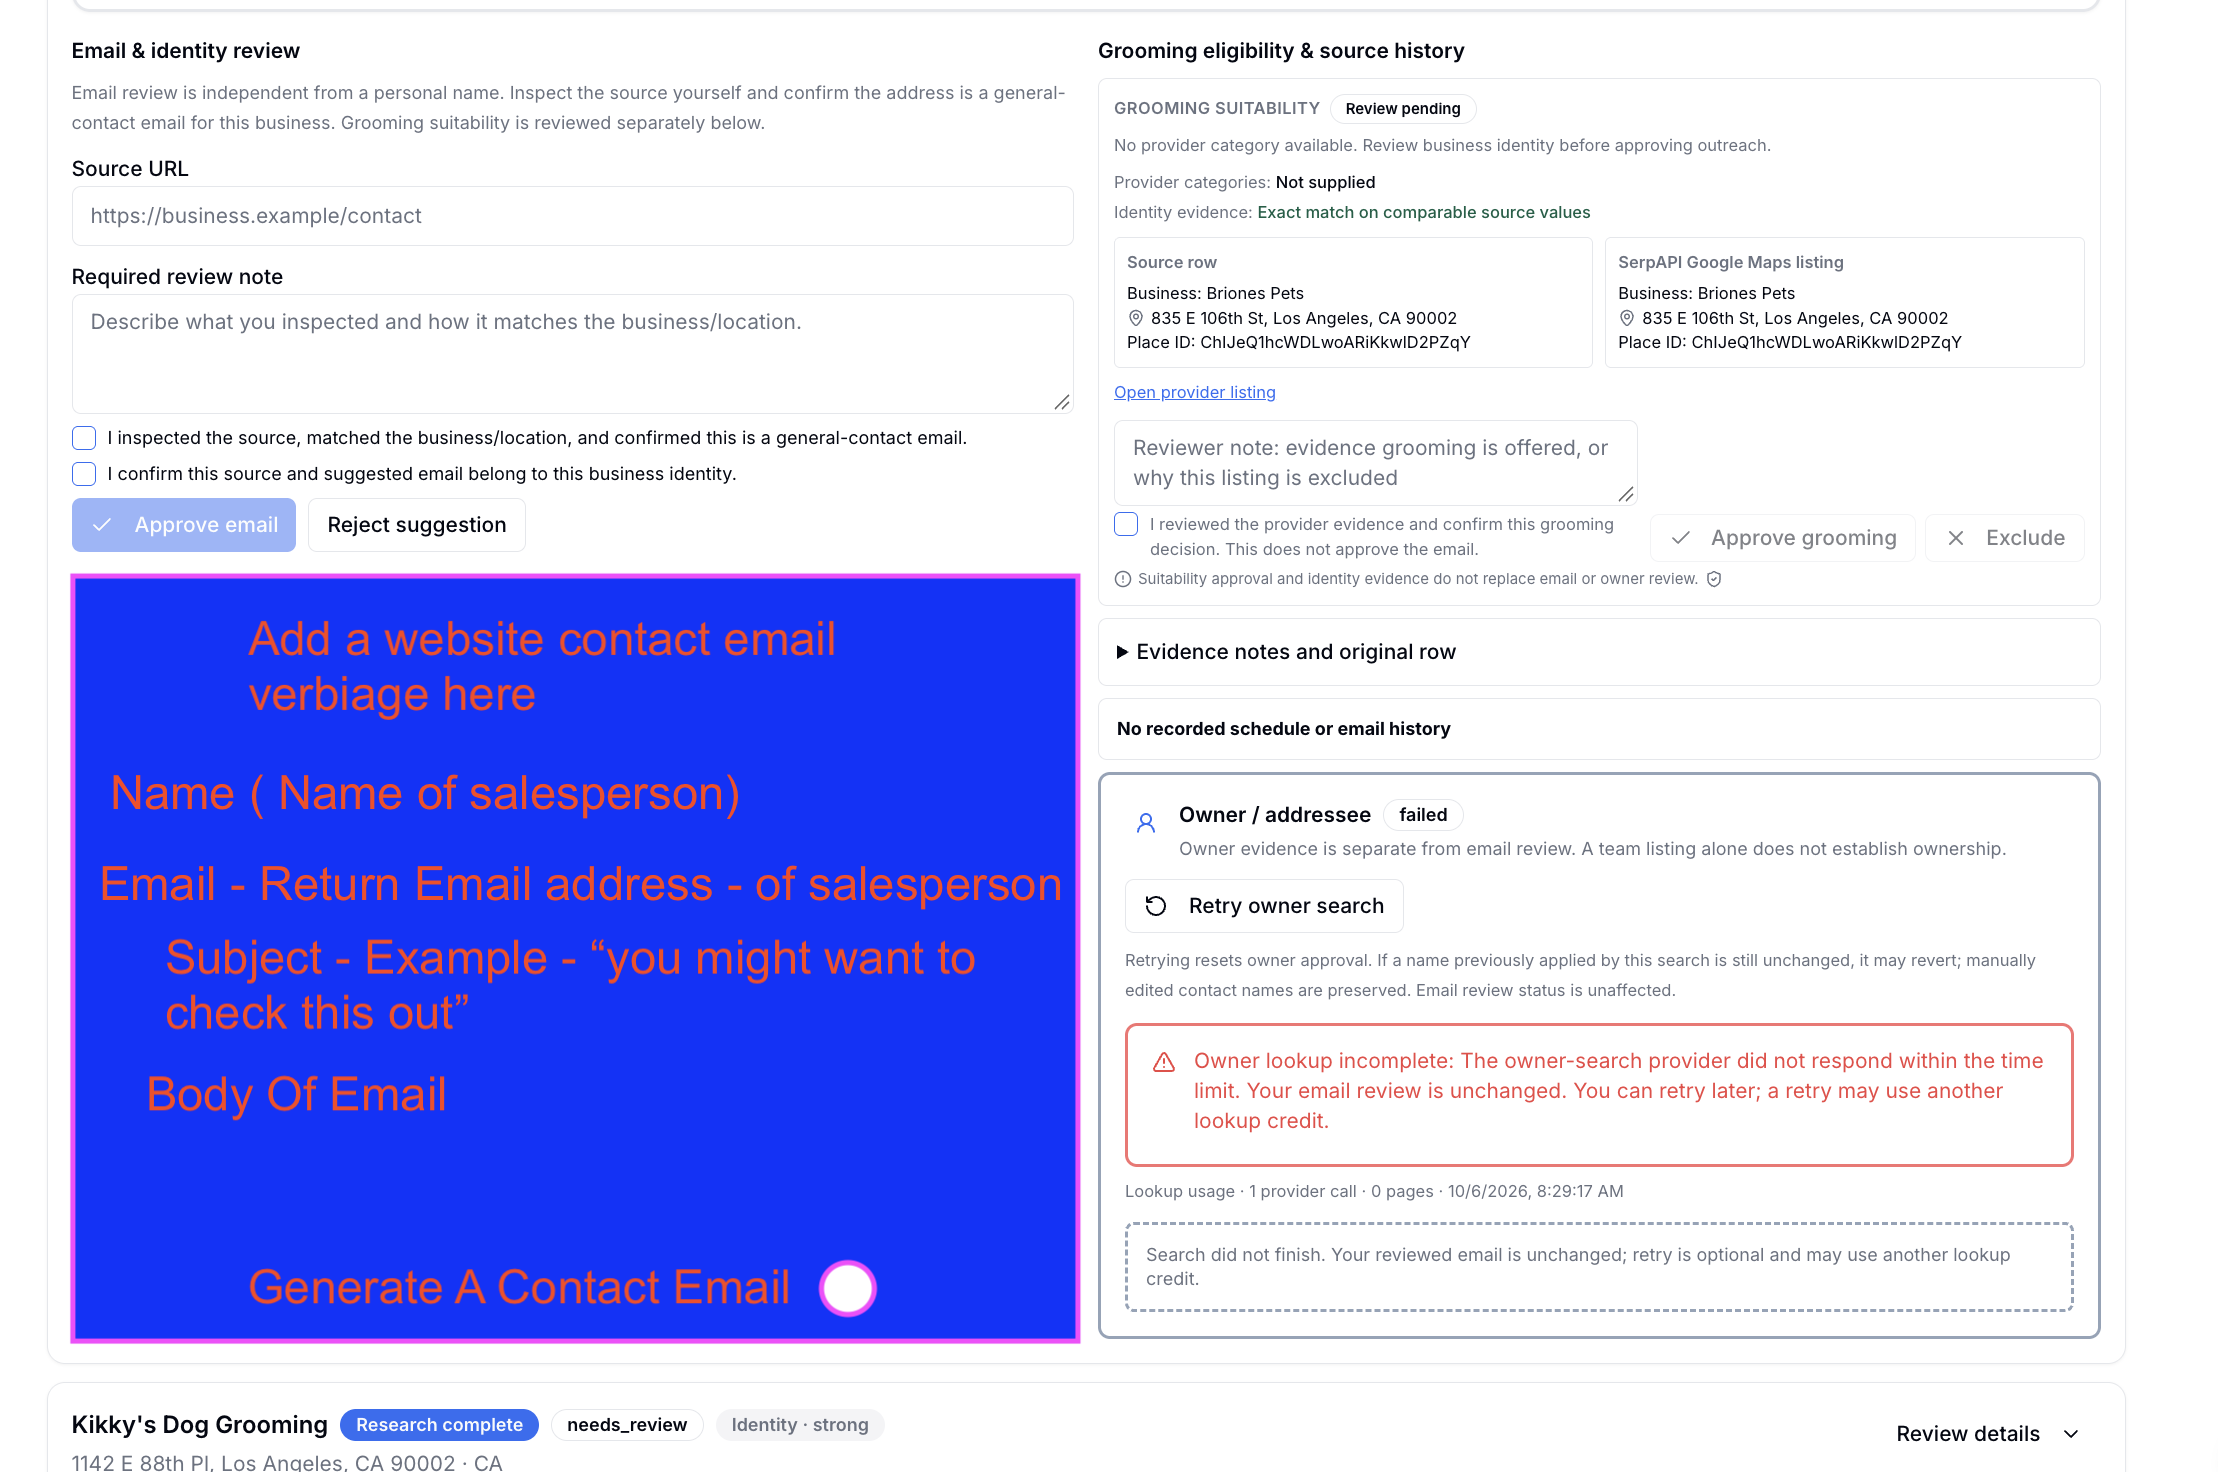 Email & identity review
Email review is independent from a personal name. Inspect the source yourself and confirm the address is a general-
contact email for this business. Grooming suitability is reviewed separately below.
Source URL
https://business.example/contact
Required review note
Describe what you inspected and how it matches the business/location.
I inspected the source, matched the business/location, and confirmed this is a general-contact email.
I confirm this source and suggested email belong to this business identity.
Approve email
Reject suggestion
Add a website contact email
verbiage here
Name ( Name of salesperson)
Email - Return Email address - of salesperson
Subject - Example - “you might want to
check this out”
Body Of Email
Generate A Contact Email
Grooming eligibility & source history
GROOMING SUITABILITY
Review pending
No provider category available. Review business identity before approving outreach.
Provider categories: Not supplied
Identity evidence: Exact match on comparable source values
Source row
Business: Briones Pets
835 E 106th St, Los Angeles, CA 90002
Place ID: ChIJeQ1hcWDLwoARiKkwlD2PZqY
SerpAPI Google Maps listing
Business: Briones Pets
835 E 106th St, Los Angeles, CA 90002
Place ID: ChIJeQ1hcWDLwoARiKkwlD2PZqY
Open provider listing
Reviewer note: evidence grooming is offered, or
why this listing is excluded
I reviewed the provider evidence and confirm this grooming
decision. This does not approve the email.
Approve grooming
Exclude
Suitability approval and identity evidence do not replace email or owner review.
Evidence notes and original row
No recorded schedule or email history
Owner / addressee
failed
Owner evidence is separate from email review. A team listing alone does not establish ownership.
Retry owner search
Retrying resets owner approval. If a name previously applied by this search is still unchanged, it may revert; manually
edited contact names are preserved. Email review status is unaffected.
Owner lookup incomplete: The owner-search provider did not respond within the time
limit. Your email review is unchanged. You can retry later; a retry may use another
lookup credit.
Lookup usage · 1 provider call · 0 pages · 10/6/2026, 8:29:17 AM
Search did not finish. Your reviewed email is unchanged; retry is optional and may use another lookup
credit.
Kikky's Dog Grooming
Research complete
needs_review
Identity · strong
Review details
1142 E 88th Pl, Los Angeles, CA 90002 · CA